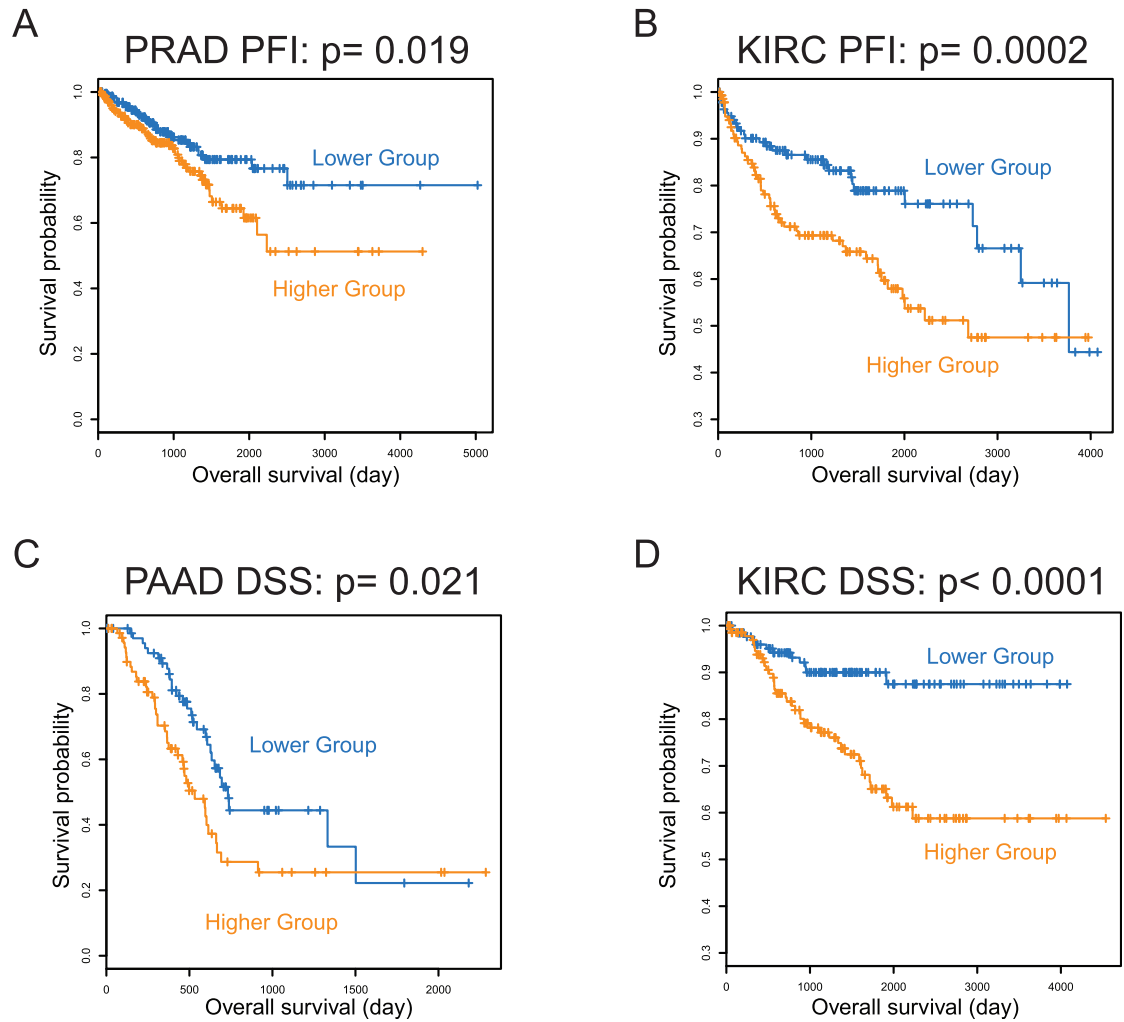 A
PRAD PFI: p= 0.019
Survival probability
1.0
0.8
0.6
0.4
0.2
0.0
Lower Group
Higher Group
0 1000 2000 3000 4000 5000
Overall survival (day)
B
KIRC PFI: p= 0.0002
Survival probability
1.0
0.9
0.8
0.7
0.6
0.5
0.4
0.3
Lower Group
Higher Group
0 1000 2000 3000 4000
Overall survival (day)
C
PAAD DSS: p= 0.021
Survival probability
1.0
0.8
0.6
0.4
0.2
0.0
Lower Group
Higher Group
0 500 1000 1500 2000
Overall survival (day)
D
KIRC DSS: p< 0.0001
Survival probability
1.0
0.9
0.8
0.7
0.6
0.5
0.4
0.3
Lower Group
Higher Group
0 1000 2000 3000 4000
Overall survival (day)